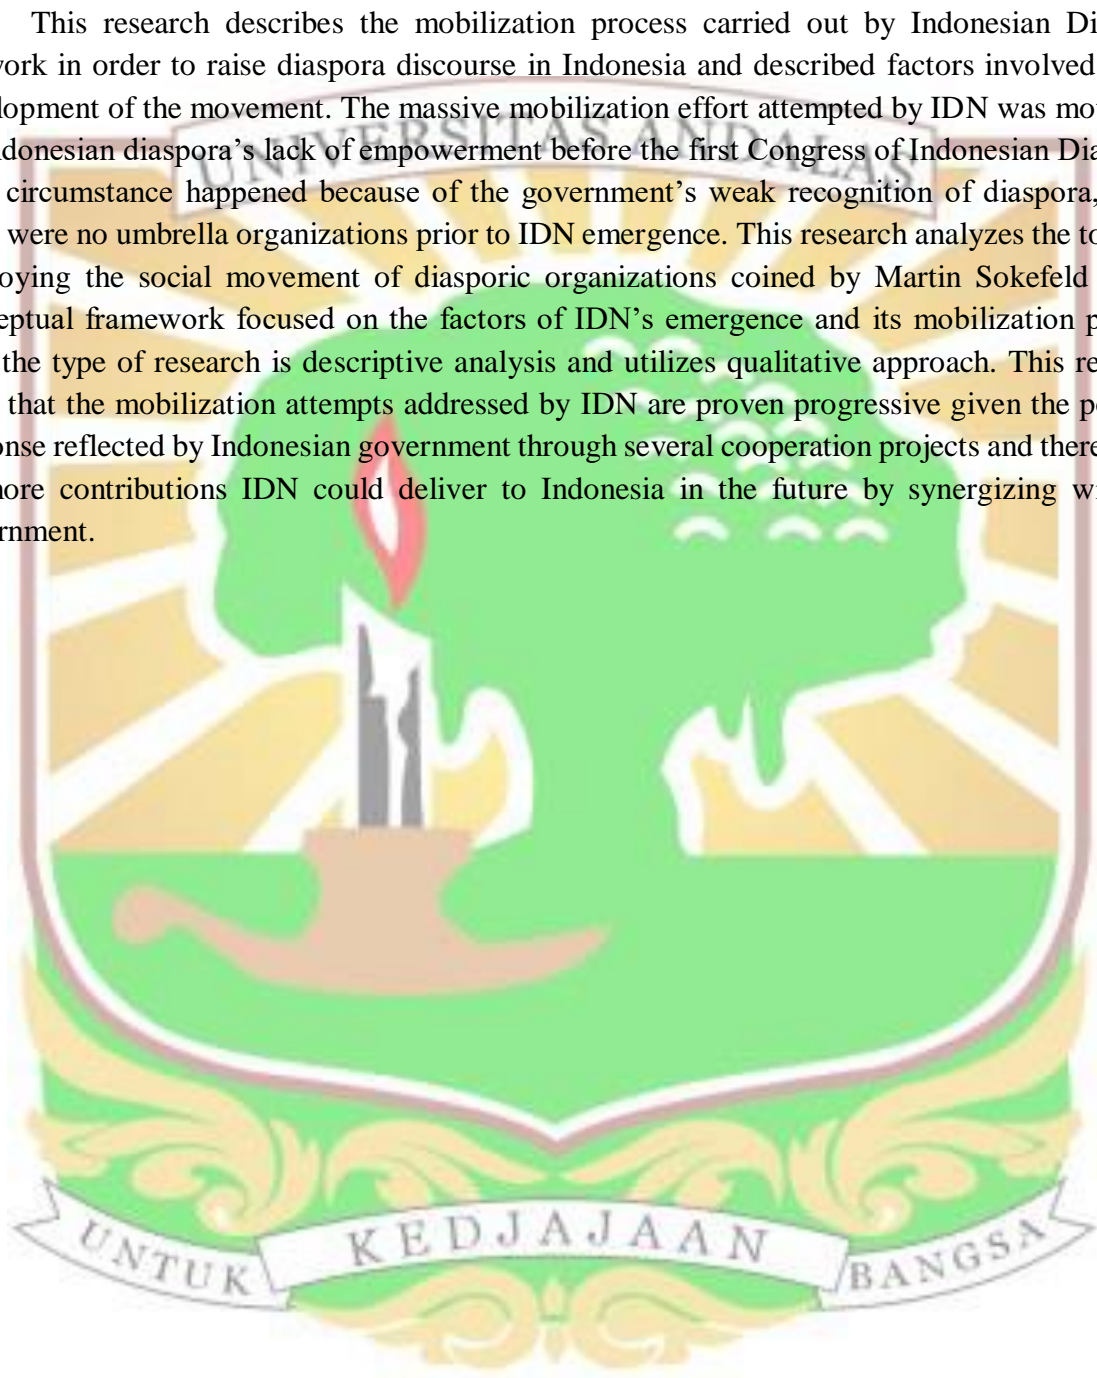 This research describes the mobilization process carried out by Indonesian Di
work in order to raise diaspora discourse in Indonesia and described factors involved
lopment of the movement. The massive mobilization effort attempted by IDN was mo
ndonesian diaspora’s lack of empowerment before the first Congress of Indonesian Dia
circumstance happened because of the government’s weak recognition of diaspora,
were no umbrella organizations prior to IDN emergence. This research analyzes the to
oying the social movement of diasporic organizations coined by Martin Sokefeld
eptual framework focused on the factors of IDN’s emergence and its mobilization p
the type of research is descriptive analysis and utilizes qualitative approach. This re
that the mobilization attempts addressed by IDN are proven progressive given the po
onse reflected by Indonesian government through several cooperation projects and there
more contributions IDN could deliver to Indonesia in the future by synergizing w
rnment.
UNIVERSITAS ANDALAS
UNTUK KEDJAJAAN BANGSA